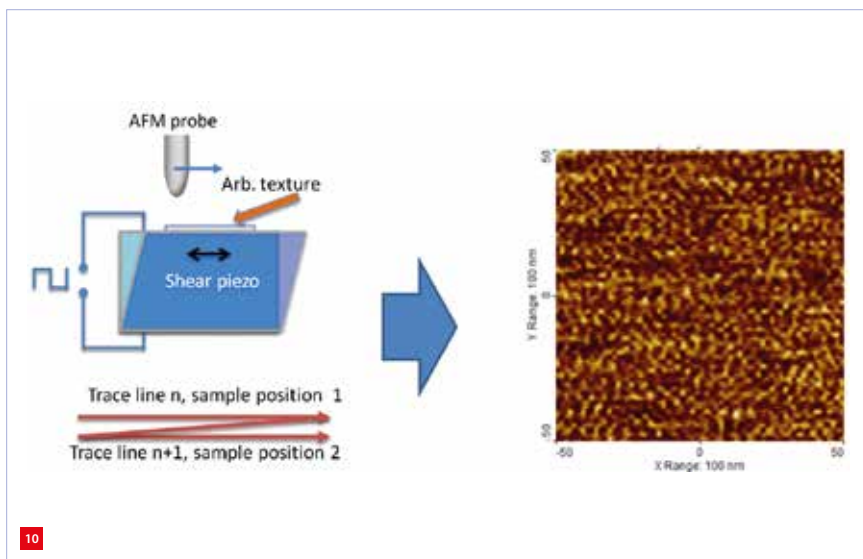 AFM probe
Arb. texture
Shear piezo
Trace line n, sample position 1
Trace line n+1, sample position 2
50
0
-50
Y Range: 100 nm
-50
0
50
X Range: 100 nm
10